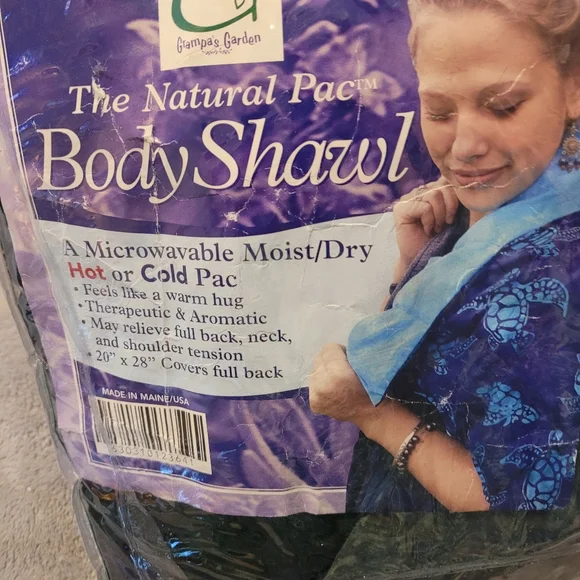 Grampa's Garden
The Natural Pac™
Body Shawl
A Microwavable Moist/Dry
Hot or Cold Pac
• Feels like a warm hug
• Therapeutic & Aromatic
• May relieve full back, neck,
and shoulder tension
• 20" x 28" Covers full back
MADE IN MAINE/USA